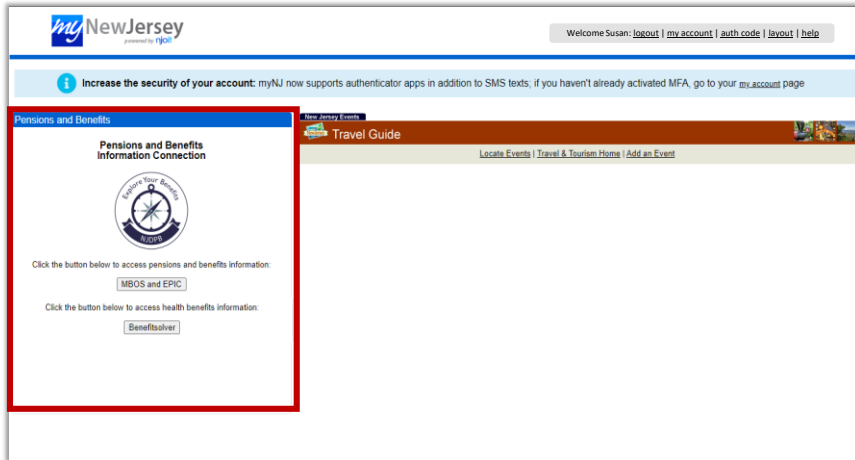 my NewJersey
powered by njoit
Welcome Susan: logout | my account | auth code | layout | help
i Increase the security of your account: myNJ now supports authenticator apps in addition to SMS texts; if you haven't already activated MFA, go to your my account page
Pensions and Benefits
Pensions and Benefits
Information Connection
Explore Your Benefits
NJDPB
Click the button below to access pensions and benefits information:
MBOS and EPIC
Click the button below to access health benefits information:
Benefitsolver
New Jersey Events
Travel Guide
Locate Events | Travel & Tourism Home | Add an Event